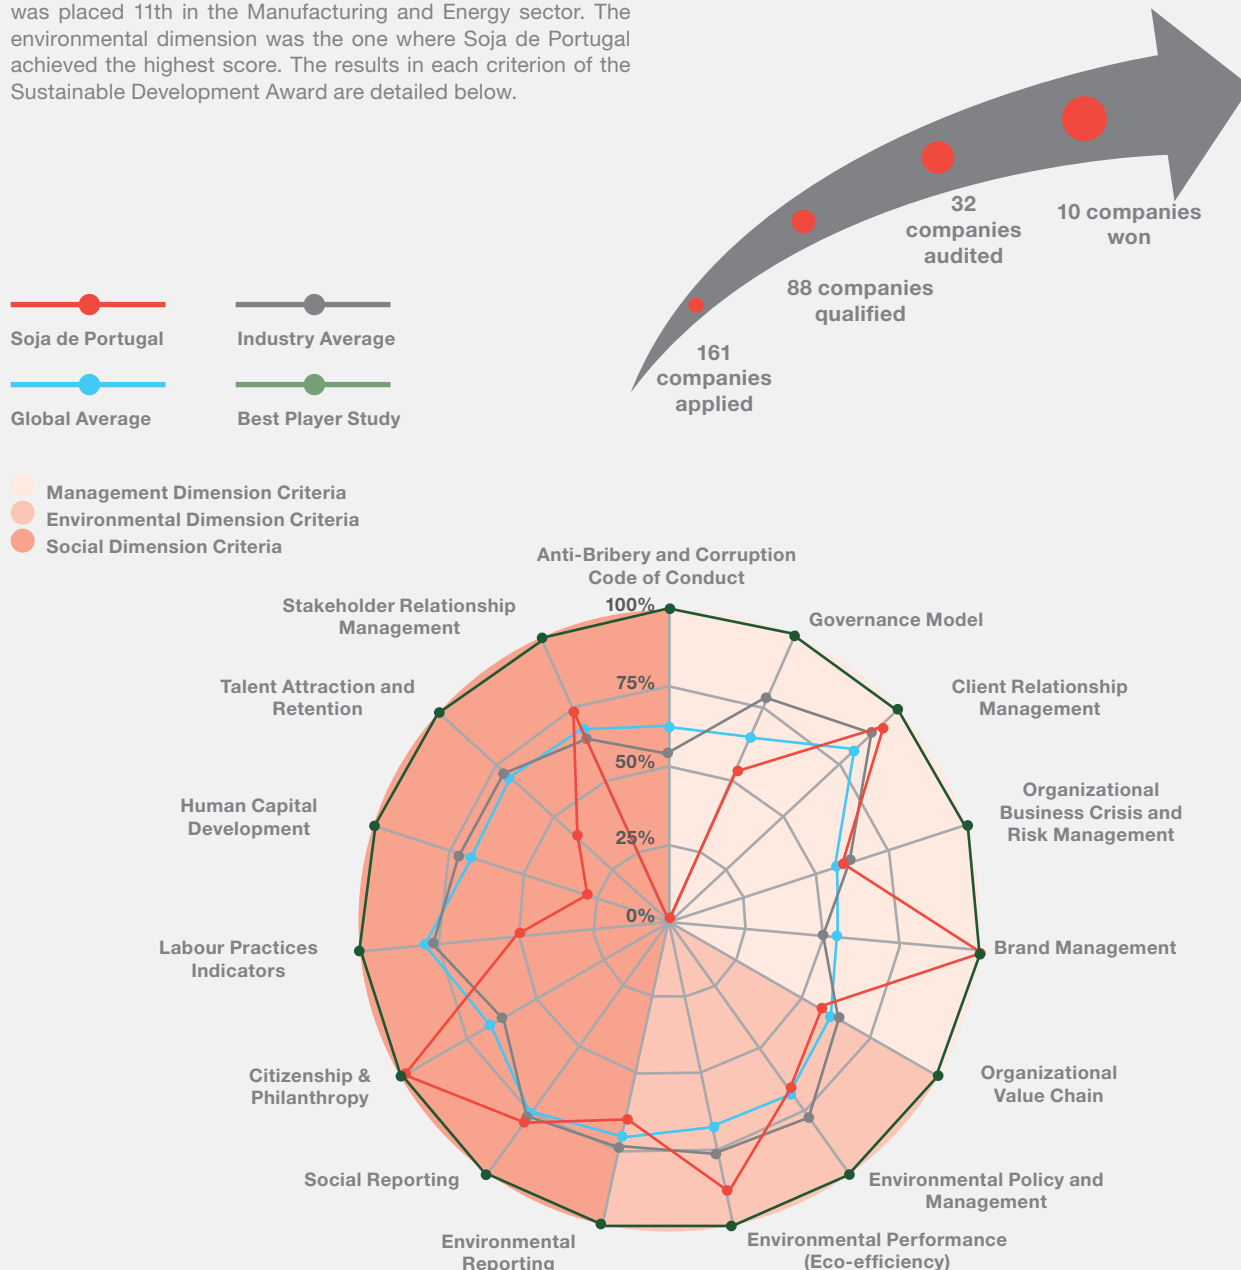 was placed 11th in the Manufacturing and Energy sector. The
environmental dimension was the one where Soja de Portugal
achieved the highest score. The results in each criterion of the
Sustainable Development Award are detailed below.
161
companies
applied
88 companies
qualified
32
companies
audited
10 companies
won
Soja de Portugal
Industry Average
Global Average
Best Player Study
Management Dimension Criteria
Environmental Dimension Criteria
Social Dimension Criteria
Anti-Bribery and Corruption
Code of Conduct
Governance Model
Client Relationship
Management
Organizational
Business Crisis and
Risk Management
Brand Management
Organizational
Value Chain
Environmental Policy and
Management
Environmental Performance
(Eco-efficiency)
Environmental
Reporting
Social Reporting
Citizenship &
Philanthropy
Labour Practices
Indicators
Human Capital
Development
Talent Attraction and
Retention
Stakeholder Relationship
Management
100%
75%
50%
25%
0%